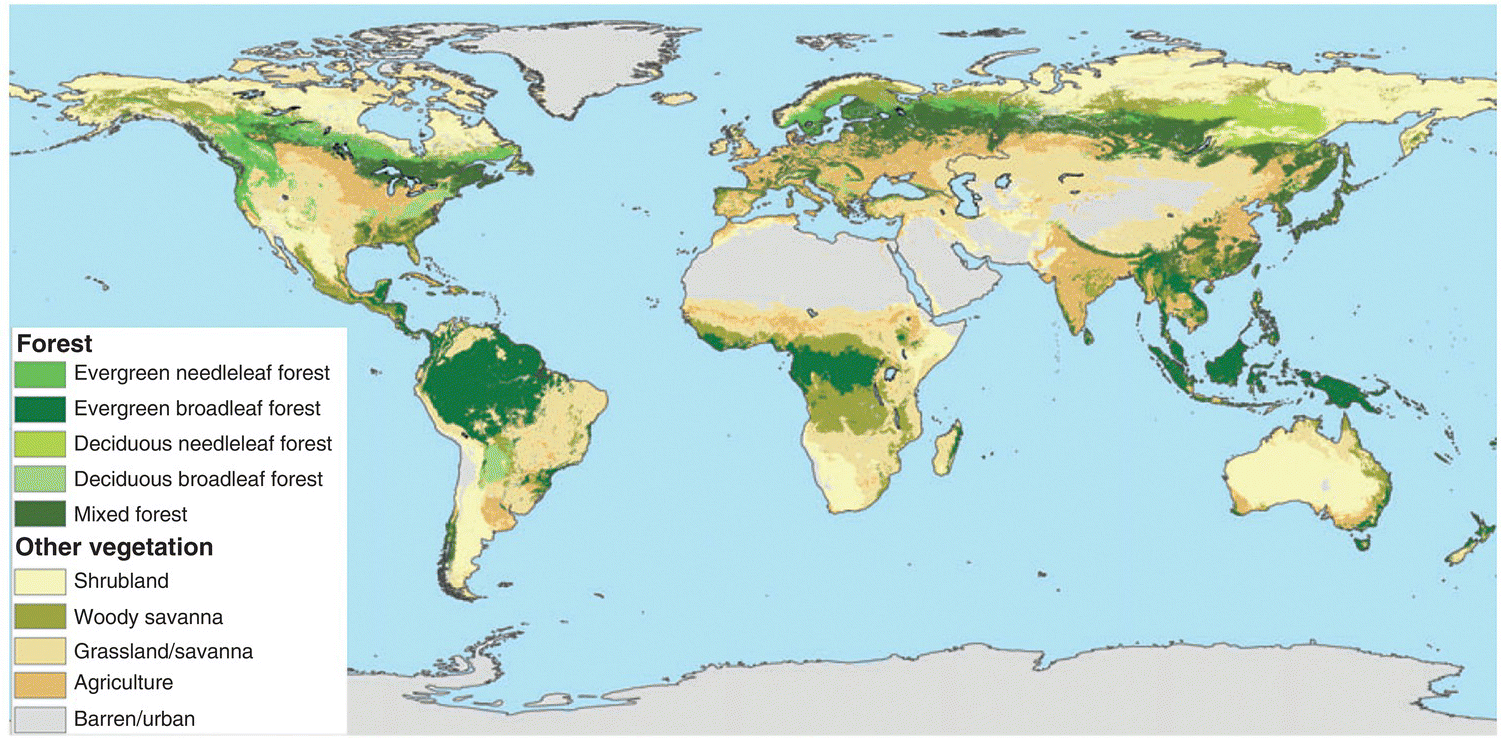 Forest
Evergreen needleleaf forest
Evergreen broadleaf forest
Deciduous needleleaf forest
Deciduous broadleaf forest
Mixed forest
Other vegetation
Shrubland
Woody savanna
Grassland/savanna
Agriculture
Barren/urban